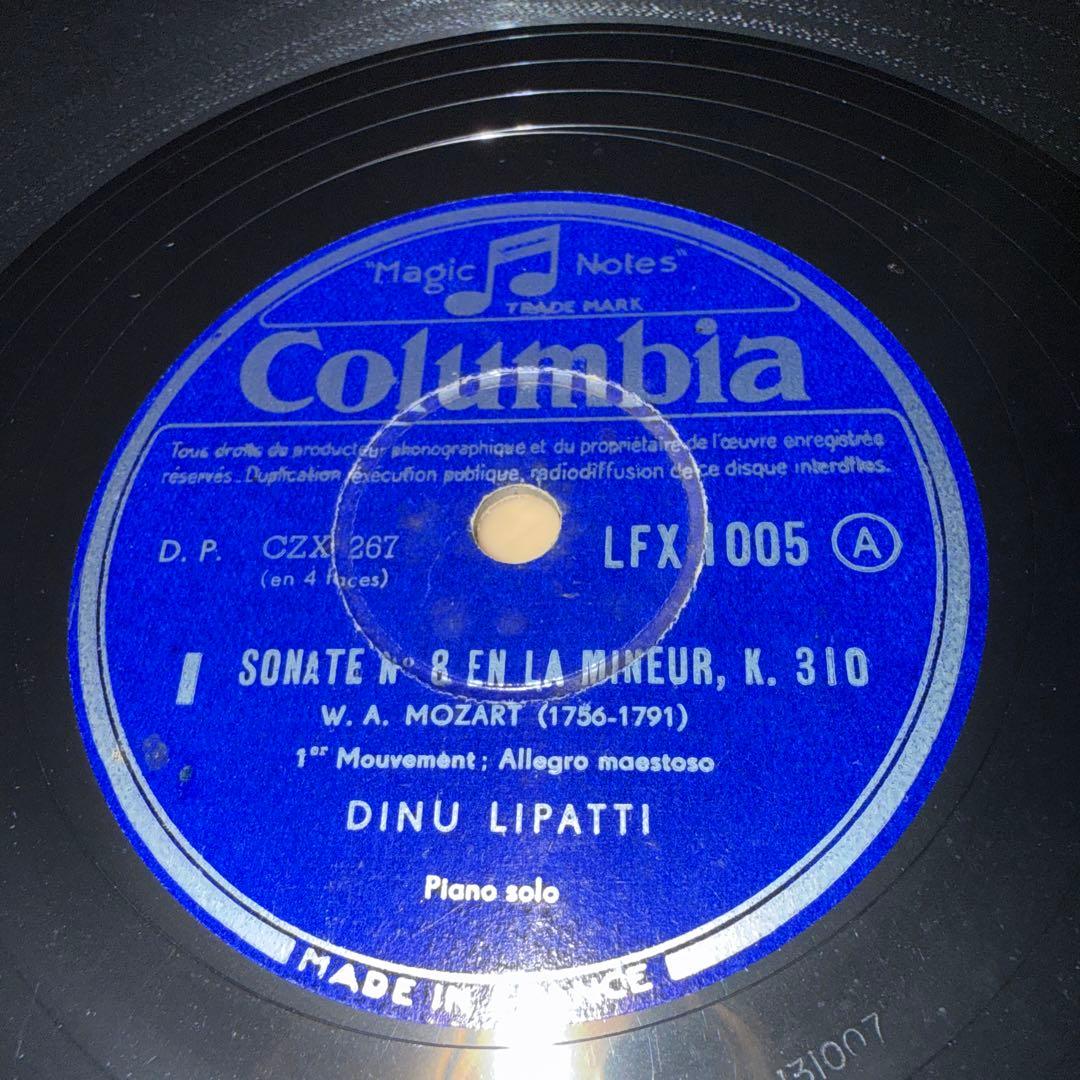 "Magic Notes"
TRADE MARK
Columbia
Tous droits du producteur phonographique et du propriétaire de l'œuvre enregistrée
réservés. Duplication exécution publique, radiodiffusion de ce disque interdites.
D. P. CZX 267 LFX 1005 A
(en 4 faces)
I SONATE Nº 8 EN LA MINEUR, K. 310
W. A. MOZART (1756-1791)
1er Mouvement; Allegro maestoso
DINU LIPATTI
Piano solo
MADE IN FRANCE
131007